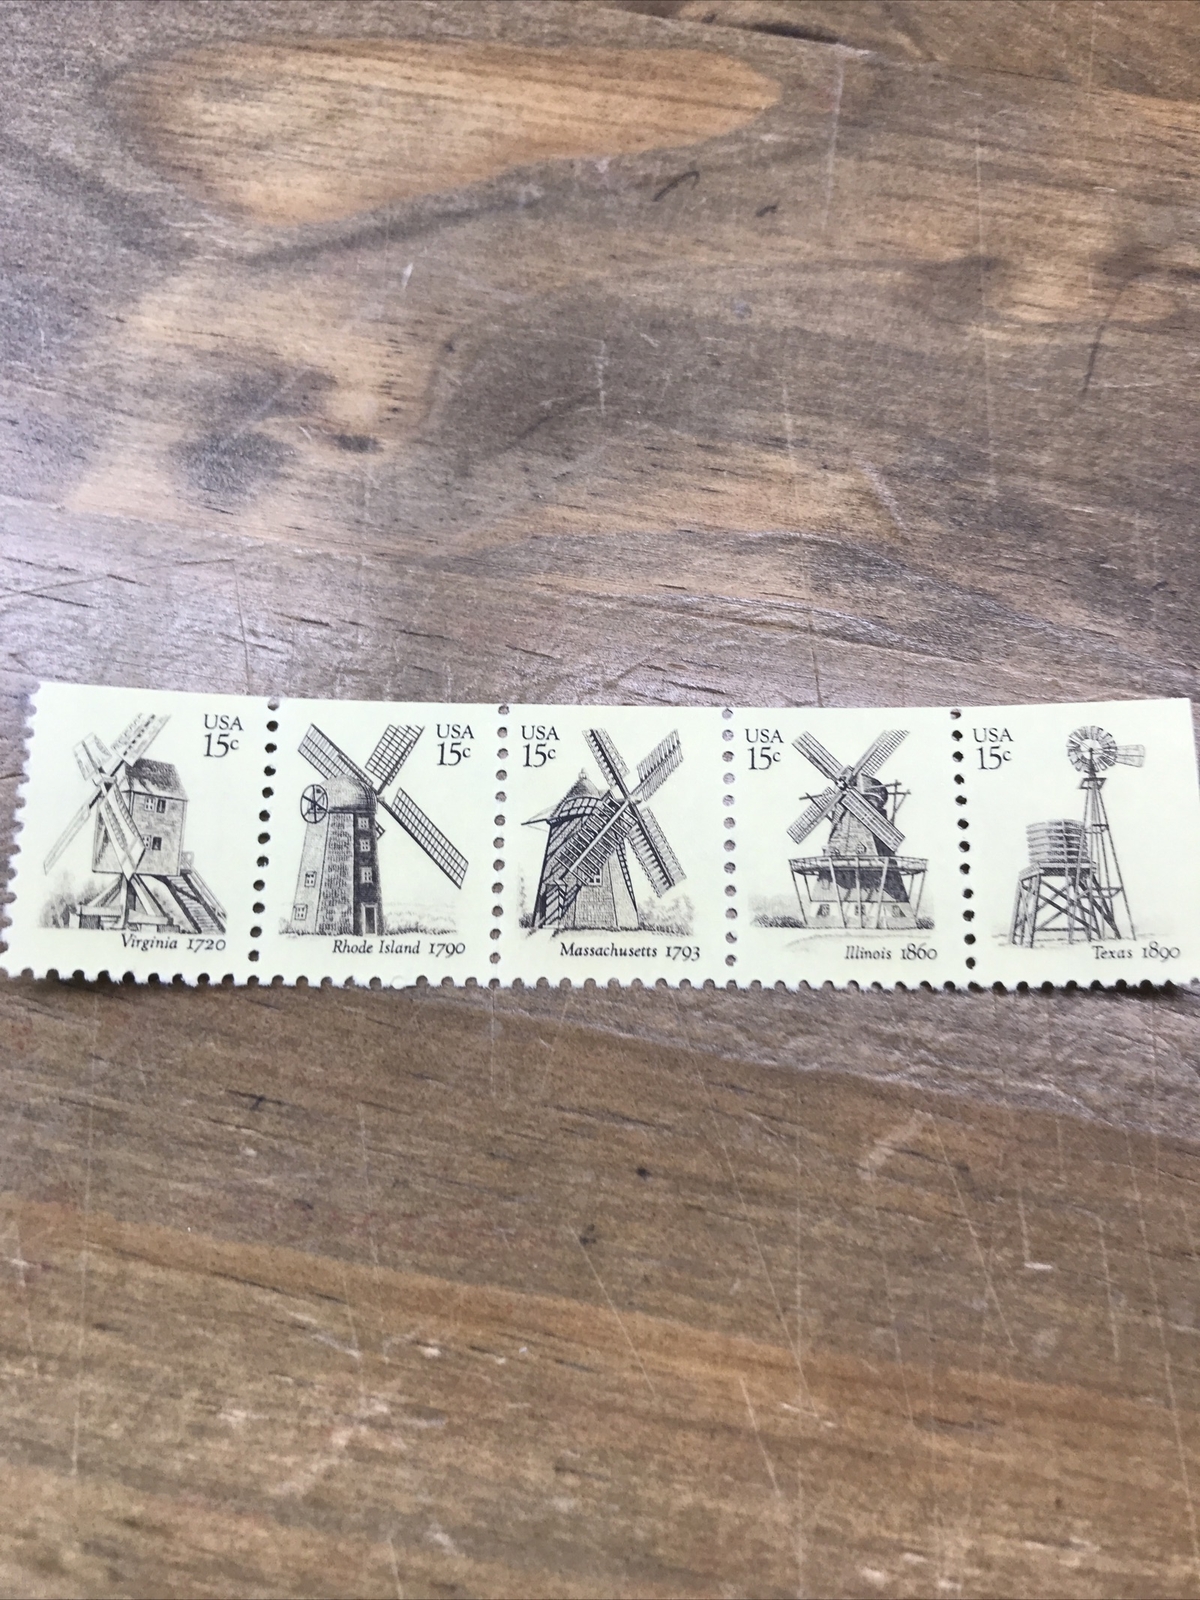 USA
15c
Virginia 1720
USA
15c
Rhode Island 1790
USA
15c
Massachusetts 1793
USA
15c
Illinois 1860
USA
15c
Texas 1890